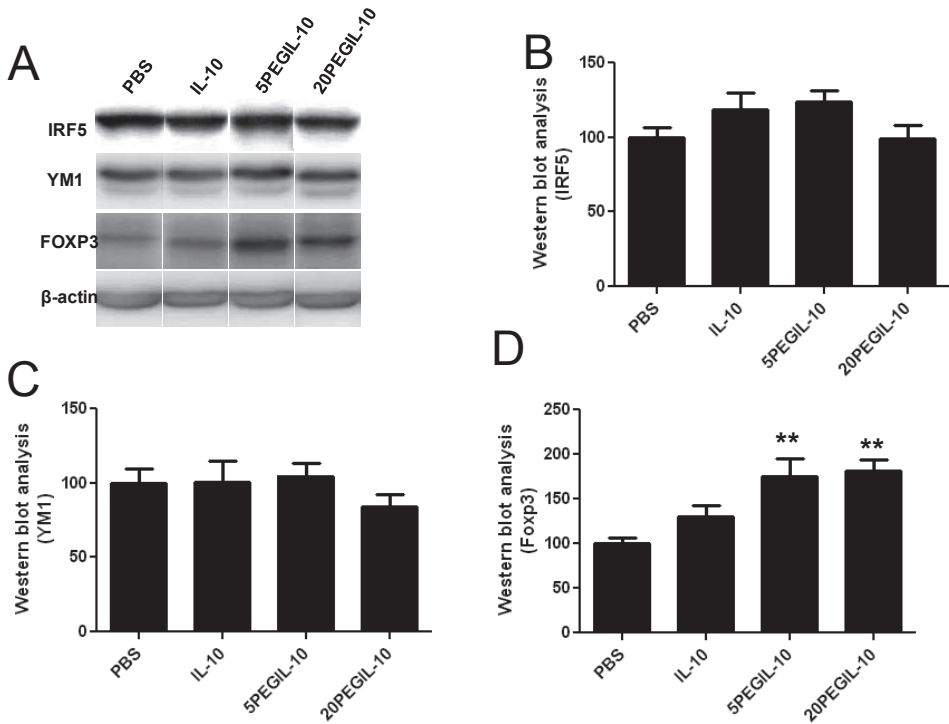 A
PBS
IL-10
5PEGIL-10
20PEGIL-10
IRF5
YM1
FOXP3
β-actin
B
Western blot analysis
(IRF5)
150
100
50
0
PBS
IL-10
5PEGIL-10
20PEGIL-10
C
Western blot analysis
(YM1)
150
100
50
0
PBS
IL-10
5PEGIL-10
20PEGIL-10
D
Western blot analysis
(Foxp3)
250
200
150
100
50
0
**
**
PBS
IL-10
5PEGIL-10
20PEGIL-10